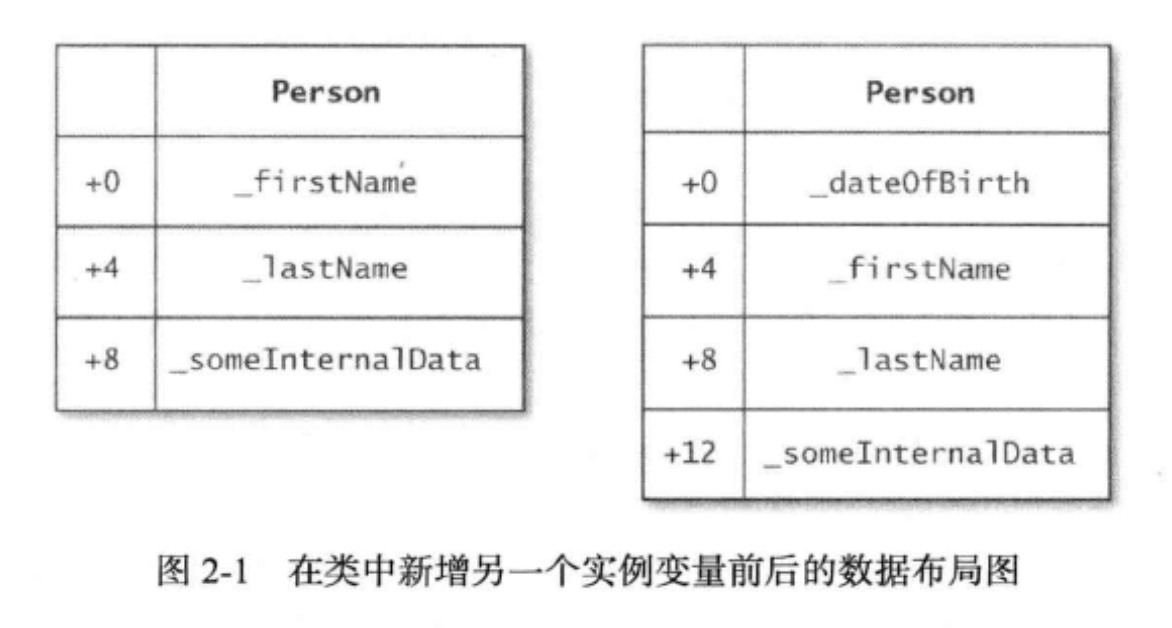 Person
+0 _firstName
+4 _lastName
+8 _someInternalData
Person
+0 _dateOfBirth
+4 _firstName
+8 _lastName
+12 _someInternalData
图 2-1 在类中新增另一个实例变量前后的数据布局图